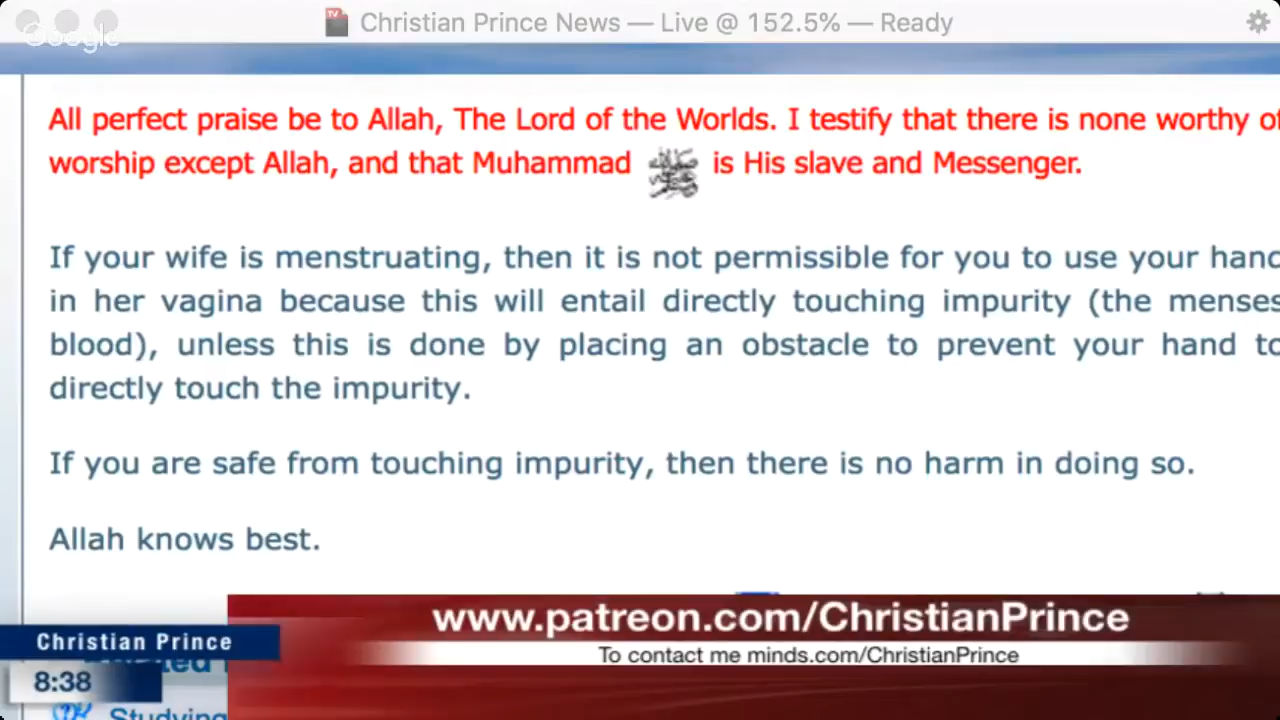 Christian Prince News — Live @ 152.5% — Ready
Google
All perfect praise be to Allah, The Lord of the Worlds. I testify that there is none worthy of
worship except Allah, and that Muhammad ﷺ is His slave and Messenger.
If your wife is menstruating, then it is not permissible for you to use your hand
in her vagina because this will entail directly touching impurity (the menses
blood), unless this is done by placing an obstacle to prevent your hand to
directly touch the impurity.
If you are safe from touching impurity, then there is no harm in doing so.
Allah knows best.
www.patreon.com/ChristianPrince
Christian Prince
To contact me minds.com/ChristianPrince
8:38
Studying